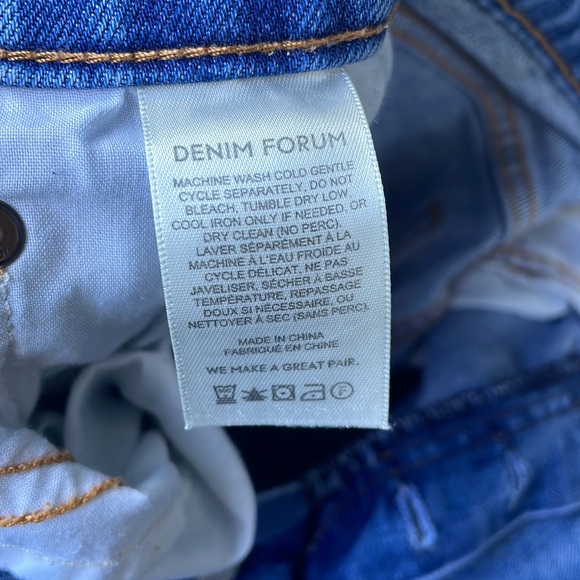 DENIM FORUM
MACHINE WASH COLD GENTLE
CYCLE SEPARATELY, DO NOT
BLEACH, TUMBLE DRY LOW,
COOL IRON ONLY IF NEEDED, OR
DRY CLEAN (NO PERC).
LAVER SÉPARÉMENT À LA
MACHINE À L'EAU FROIDE AU
CYCLE DÉLICAT. NE PAS
JAVELISER, SÉCHER À BASSE
TEMPÉRATURE, REPASSAGE
DOUX SI NÉCESSAIRE, OU
NETTOYER À SEC (SANS PERC).
MADE IN CHINA
FABRIQUÉ EN CHINE
WE MAKE A GREAT PAIR.
F